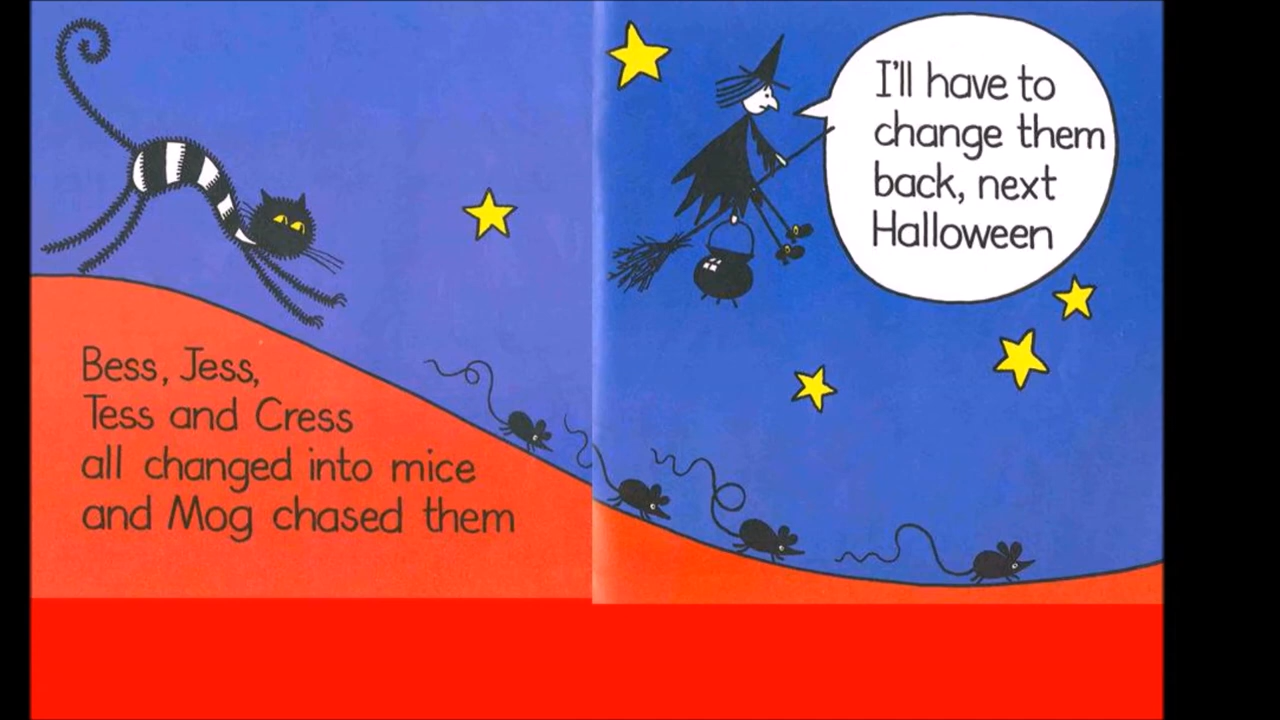 Bess, Jess,
Tess and Cress
all changed into mice
and Mog chased them
I'll have to
change them
back, next
Halloween